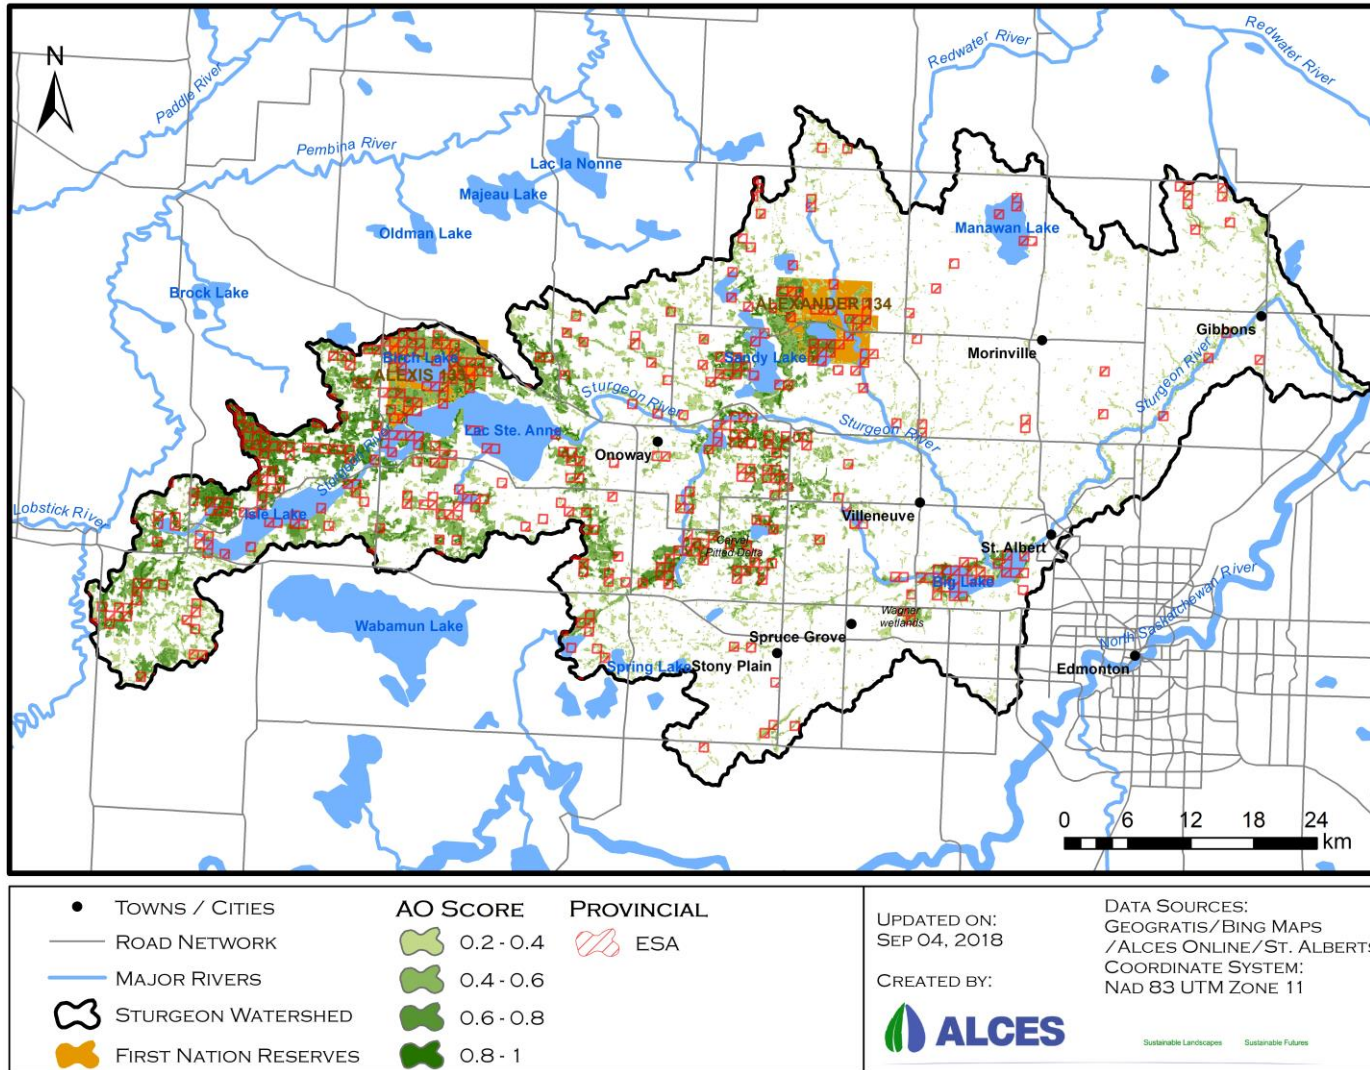 Redwater River
Redwater River
N
Paddle River
Pembina River
Lac la Nonne
Majeau Lake
Oldman Lake
Manawan Lake
Brock Lake
ALEXANDER 134
Gibbons
Morinville
Birch Lake
Sandy Lake
ALEXIS 133
Sturgeon River
Sturgeon River
Sturgeon River
Lac Ste. Anne
Onoway
Sturgeon River
Lobstick River
Isle Lake
Villeneuve
Carvel
Pitted Delta
St. Albert
Big Lake
Wagner
wetlands
Wabamun Lake
Spruce Grove
North Saskatchewan River
Spring Lake
Stony Plain
Edmonton
0 6 12 18 24
km
TOWNS / CITIES
ROAD NETWORK
MAJOR RIVERS
STURGEON WATERSHED
FIRST NATION RESERVES
AO SCORE
0.2 - 0.4
0.4 - 0.6
0.6 - 0.8
0.8 - 1
PROVINCIAL
ESA
UPDATED ON:
SEP 04, 2018
CREATED BY:
ALCES
Sustainable Landscapes Sustainable Futures
DATA SOURCES:
GEOGRATIS/BING MAPS
/ALCES ONLINE/ST. ALBERTS
COORDINATE SYSTEM:
NAD 83 UTM ZONE 11